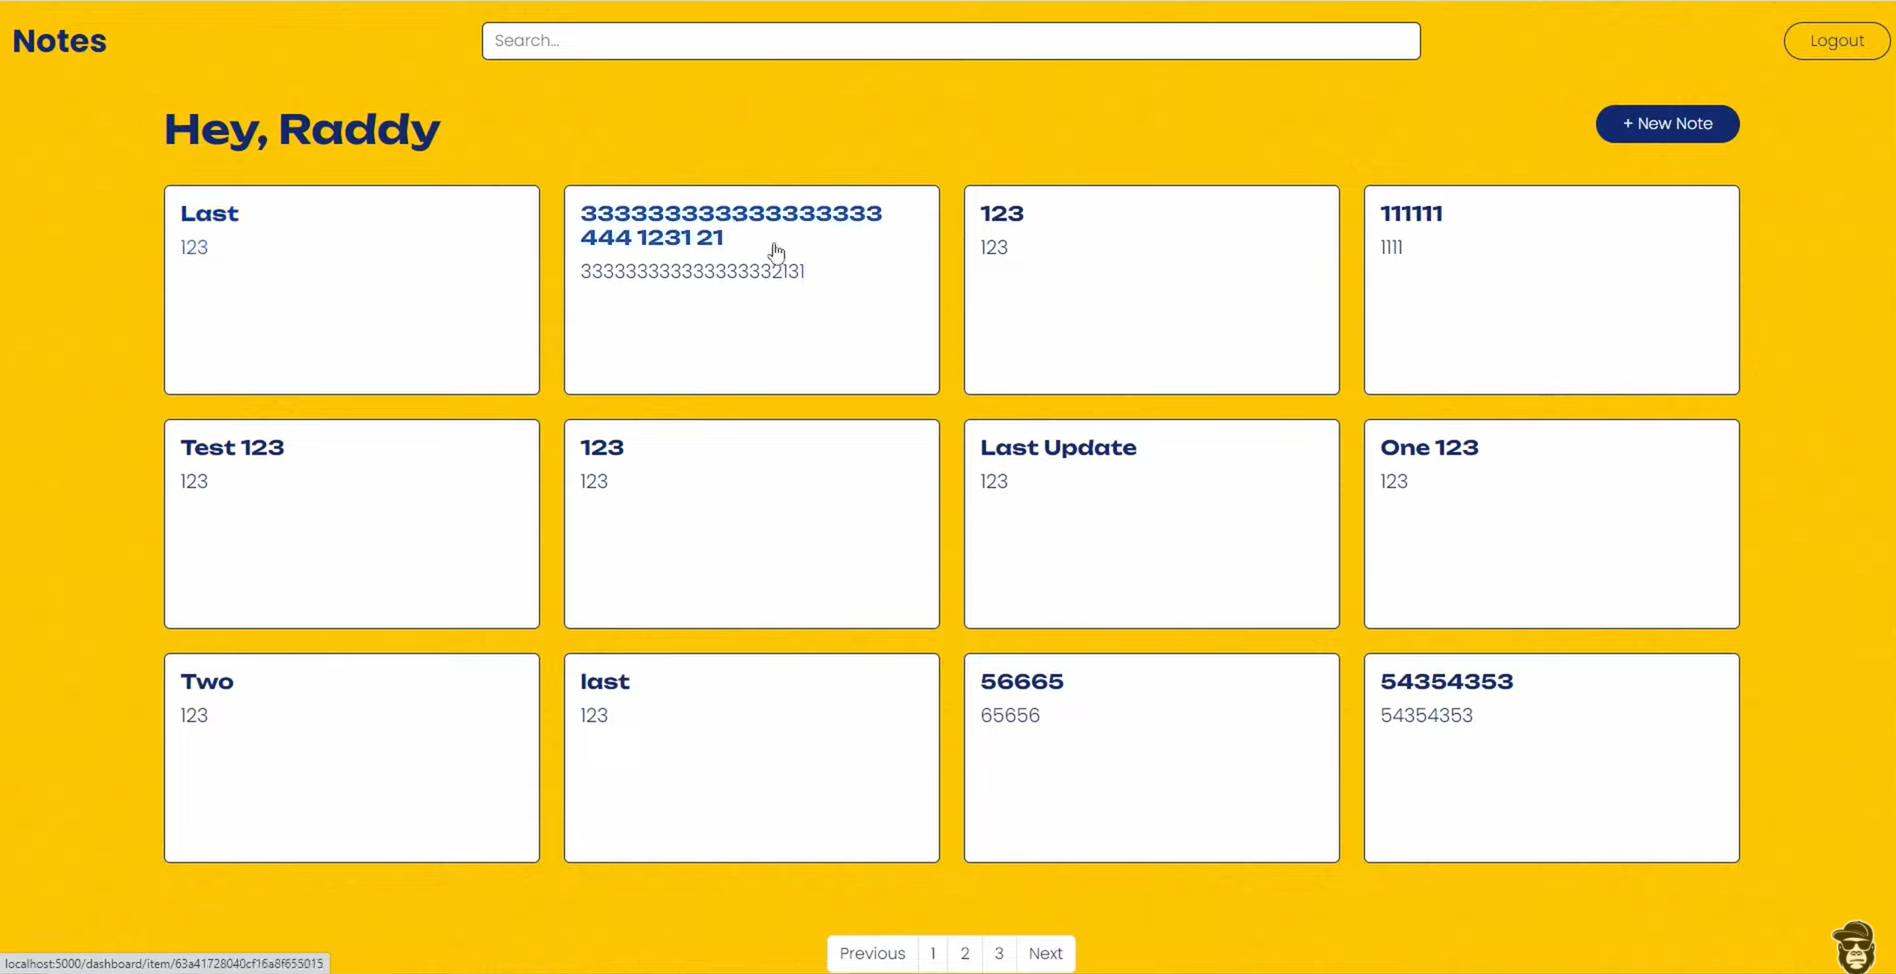 Notes
Search...
Logout
Hey, Raddy
+ New Note
Last
123
333333333333333333
444 1231 21
33333333333333333332131
123
123
111111
1111
Test 123
123
123
123
Last Update
123
One 123
123
Two
123
last
123
56665
65656
54354353
54354353
Previous 1 2 3 Next
localhost:5000/dashboard/item/63a41728040cf16a8f655015